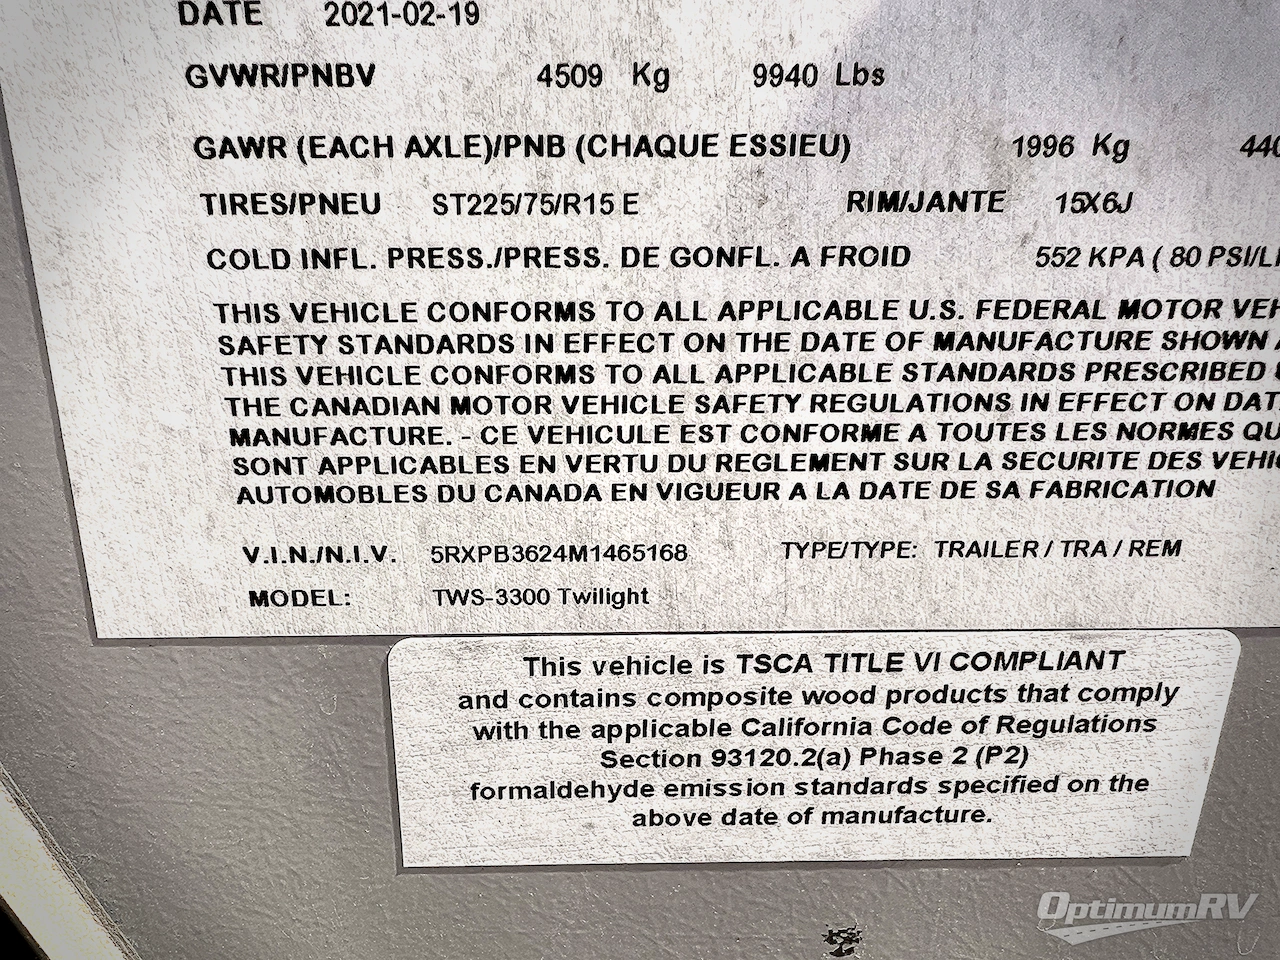 DATE 2021-02-19
GVWR/PNBV 4509 Kg 9940 Lbs
GAWR (EACH AXLE)/PNB (CHAQUE ESSIEU) 1996 Kg
TIRES/PNEU ST225/75/R15 E RIM/JANTE 15X6J
COLD INFL. PRESS./PRESS. DE GONFL. A FROID 552 KPA ( 80 PSI/
THIS VEHICLE CONFORMS TO ALL APPLICABLE U.S. FEDERAL MOTOR
SAFETY STANDARDS IN EFFECT ON THE DATE OF MANUFACTURE SHOWN
THIS VEHICLE CONFORMS TO ALL APPLICABLE STANDARDS PRESCRIBED
THE CANADIAN MOTOR VEHICLE SAFETY REGULATIONS IN EFFECT ON
MANUFACTURE. - CE VEHICULE EST CONFORME A TOUTES LES NORMES
SONT APPLICABLES EN VERTU DU REGLEMENT SUR LA SECURITE DES
AUTOMOBLES DU CANADA EN VIGUEUR A LA DATE DE SA FABRICATION
V.I.N./N.I.V. 5RXPB3624M1465168 TYPE/TYPE: TRAILER / TRA / REM
MODEL: TWS-3300 Twilight
This vehicle is TSCA TITLE VI COMPLIANT
and contains composite wood products that comply
with the applicable California Code of Regulations
Section 93120.2(a) Phase 2 (P2)
formaldehyde emission standards specified on the
above date of manufacture.
OptimumRV